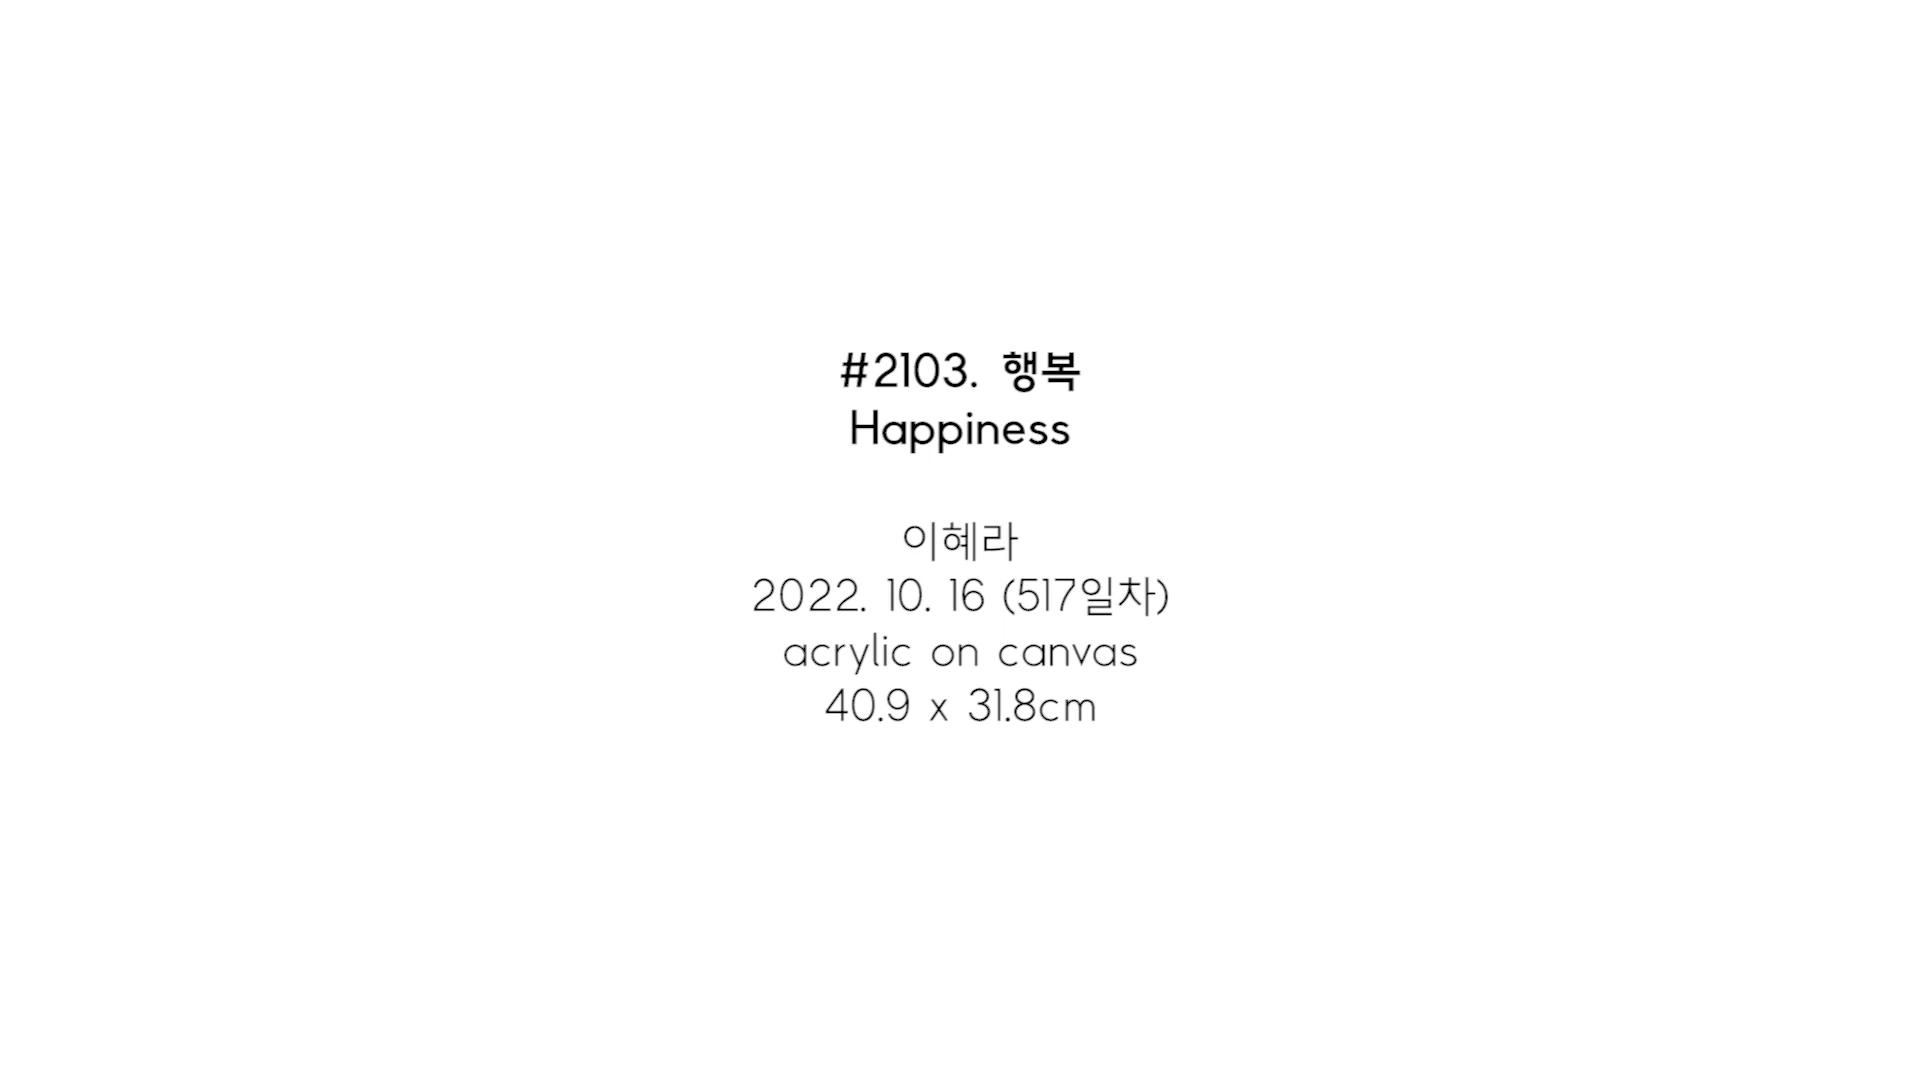 #2103. 행복
Happiness
이혜라
2022. 10. 16 (517일차)
acrylic on canvas
40.9 x 31.8cm